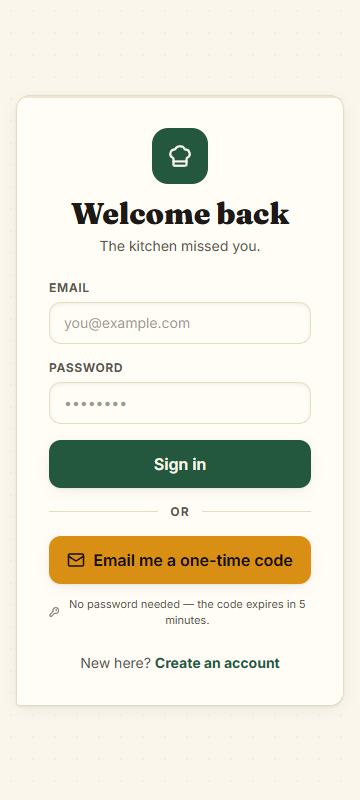 Welcome back
The kitchen missed you.
EMAIL
you@example.com
PASSWORD
••••••••
Sign in
OR
Email me a one-time code
No password needed — the code expires in 5
minutes.
New here? Create an account